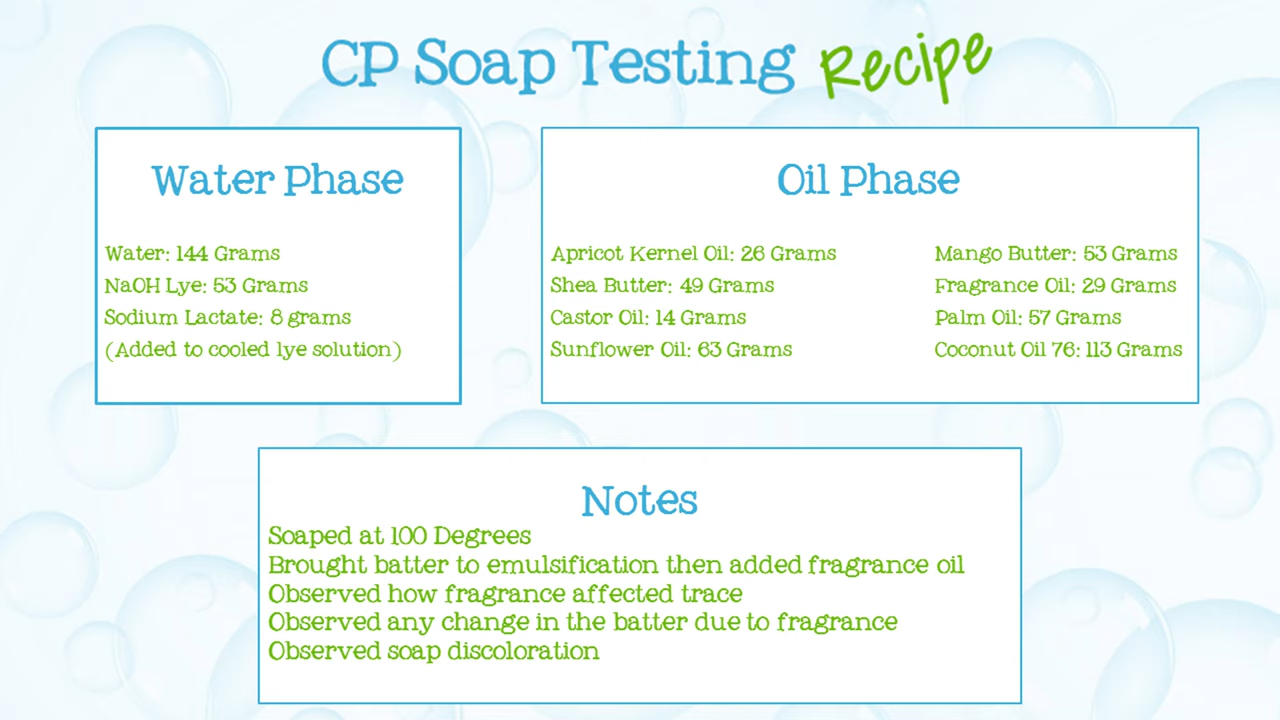 CP Soap Testing Recipe
Water Phase
Water: 144 Grams
NaOH Lye: 53 Grams
Sodium Lactate: 8 grams
(Added to cooled lye solution)
Oil Phase
Apricot Kernel Oil: 26 Grams
Shea Butter: 49 Grams
Castor Oil: 14 Grams
Sunflower Oil: 63 Grams
Mango Butter: 53 Grams
Fragrance Oil: 29 Grams
Palm Oil: 57 Grams
Coconut Oil 76: 113 Grams
Notes
Soaped at 100 Degrees
Brought batter to emulsification then added fragrance oil
Observed how fragrance affected trace
Observed any change in the batter due to fragrance
Observed soap discoloration